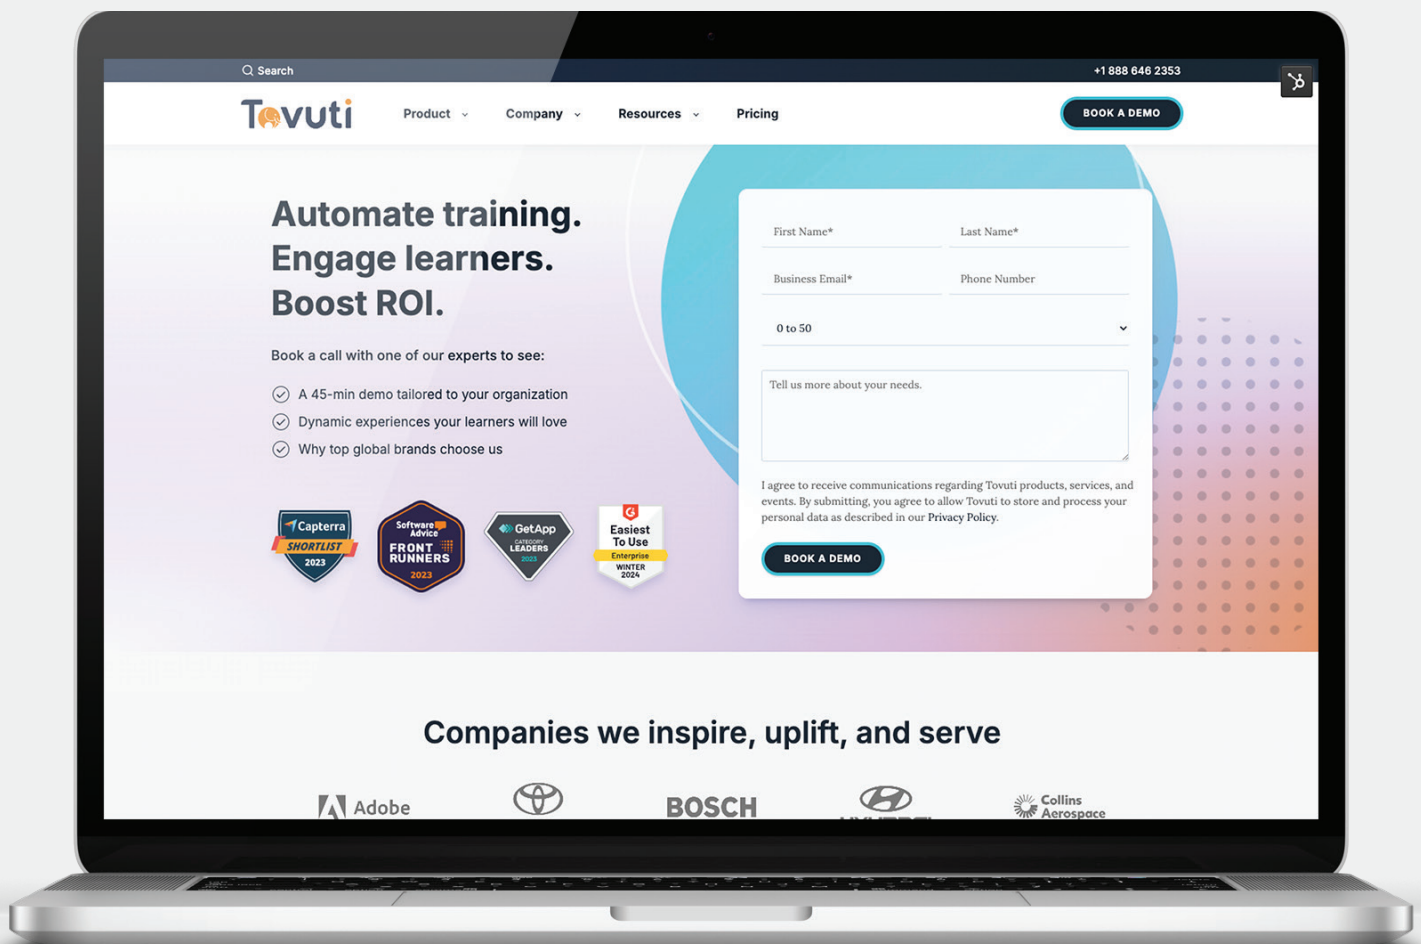 Search
+1 888 646 2353
Tovuti
Product
Company
Resources
Pricing
BOOK A DEMO
Automate training.
Engage learners.
Boost ROI.
Book a call with one of our experts to see:
A 45-min demo tailored to your organization
Dynamic experiences your learners will love
Why top global brands choose us
Capterra
SHORTLIST
2023
Software
Advice
FRONT
RUNNERS
2023
GetApp
CATEGORY
LEADERS
2023
G
Easiest
To Use
Enterprise
WINTER
2024
First Name*
Last Name*
Business Email*
Phone Number
0 to 50
Tell us more about your needs.
I agree to receive communications regarding Tovuti products, services, and
events. By submitting, you agree to allow Tovuti to store and process your
personal data as described in our Privacy Policy.
BOOK A DEMO
Companies we inspire, uplift, and serve
Adobe
BOSCH
HYUNDAI
Collins
Aerospace